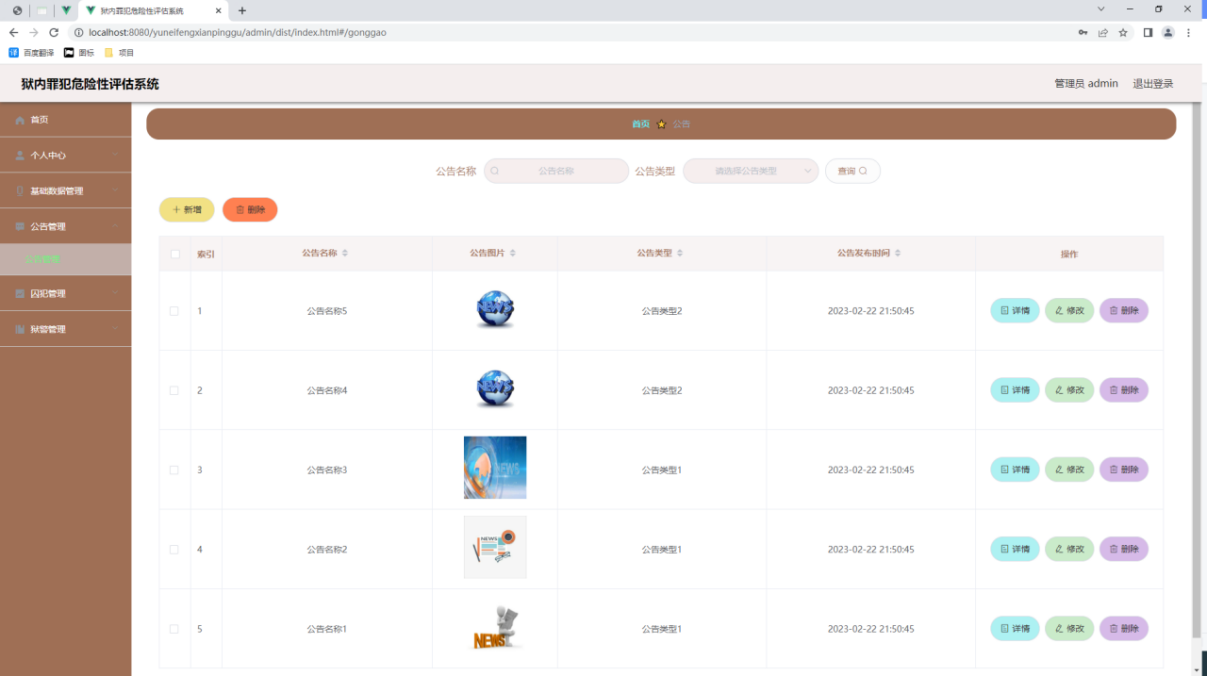 狱内罪犯危险性评估系统
localhost:8080/yuneifengxianpinggu/admin/dist/index.html#/gonggao
百度翻译 图标 项目
狱内罪犯危险性评估系统 管理员 admin 退出登录
首页
个人中心
基础数据管理
公告管理
公告管理
囚犯管理
狱警管理
首页 公告
公告名称 公告名称 公告类型 请选择公告类型 查询
新增 删除
索引 公告名称 公告图片 公告类型 公告发布时间 操作
1 公告名称5 NEWS 公告类型2 2023-02-22 21:50:45 详情 修改 删除
2 公告名称4 NEWS 公告类型2 2023-02-22 21:50:45 详情 修改 删除
3 公告名称3 NEWS 公告类型1 2023-02-22 21:50:45 详情 修改 删除
4 公告名称2 NEWS 公告类型1 2023-02-22 21:50:45 详情 修改 删除
5 公告名称1 NEWS 公告类型1 2023-02-22 21:50:45 详情 修改 删除